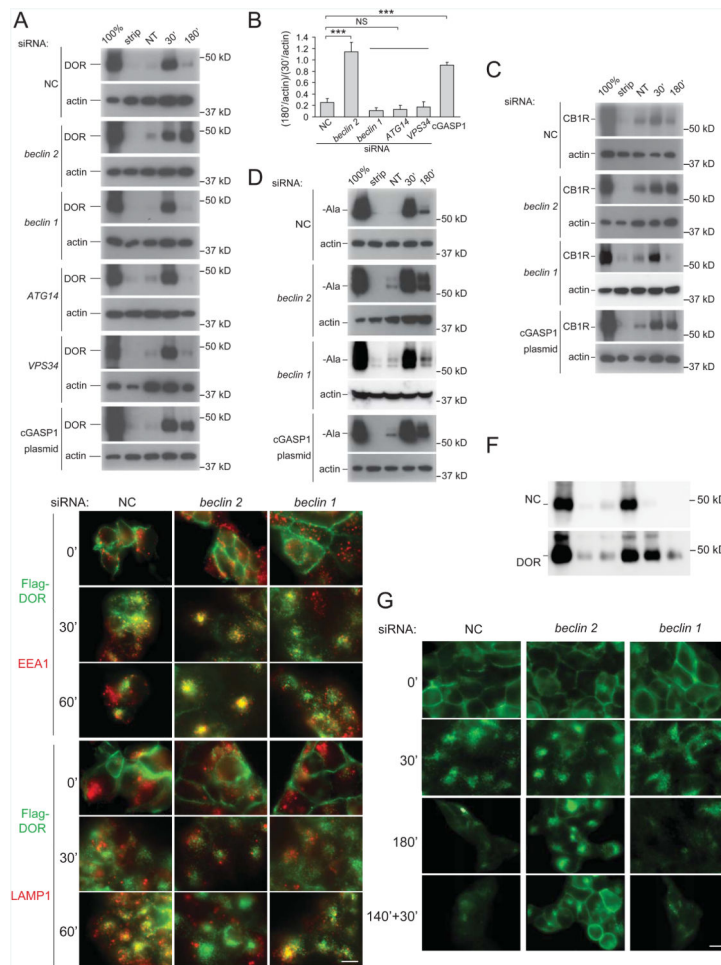 A
siRNA:
100% strip NT 30' 180'
NC
DOR
50 kD
actin
37 kD
beclin 2
DOR
50 kD
actin
37 kD
beclin 1
DOR
50 kD
actin
37 kD
ATG14
DOR
50 kD
actin
37 kD
VPS34
DOR
50 kD
actin
37 kD
cGASP1
plasmid
DOR
50 kD
actin
37 kD
B
(180'/actin)/(30'/actin)
1.4
1.2
1.0
0.8
0.6
0.4
0.2
0
***
NS
***
NC beclin 2 beclin 1 ATG14 VPS34 cGASP1
siRNA
C
siRNA:
100% strip NT 30' 180'
NC
CB1R
50 kD
actin
37 kD
beclin 2
CB1R
50 kD
actin
37 kD
beclin 1
CB1R
50 kD
actin
37 kD
cGASP1
plasmid
CB1R
50 kD
actin
37 kD
D
siRNA:
100% strip NT 30' 180'
NC
-Ala
50 kD
actin
37 kD
beclin 2
-Ala
50 kD
actin
37 kD
beclin 1
-Ala
50 kD
actin
37 kD
cGASP1
plasmid
-Ala
50 kD
actin
37 kD
siRNA: NC beclin 2 beclin 1
Flag-
DOR
EEA1
0'
30'
60'
Flag-
DOR
LAMP1
0'
30'
60'
F
NC
50 kD
DOR
50 kD
G
siRNA: NC beclin 2 beclin 1
0'
30'
180'
140'+30'